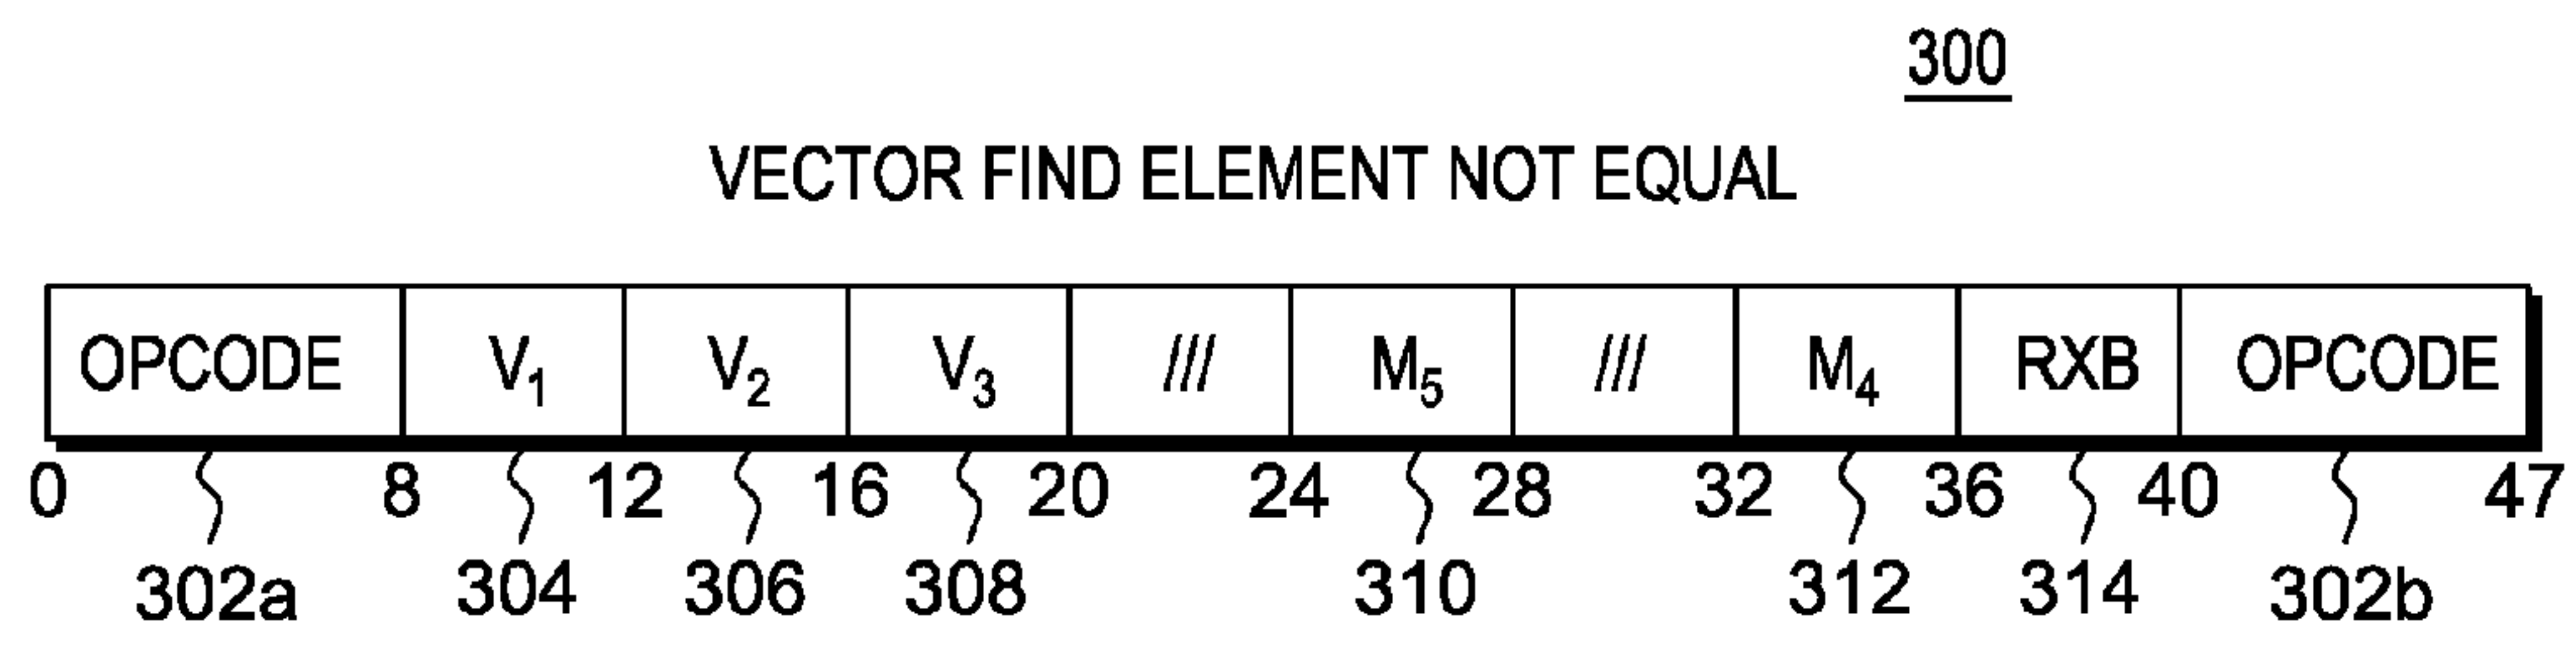 300
VECTOR FIND ELEMENT NOT EQUAL
OPCODE V1 V2 V3 /// M5 /// M4 RXB OPCODE
0 8 12 16 20 24 28 32 36 40 47
302a 304 306 308 310 312 314 302b